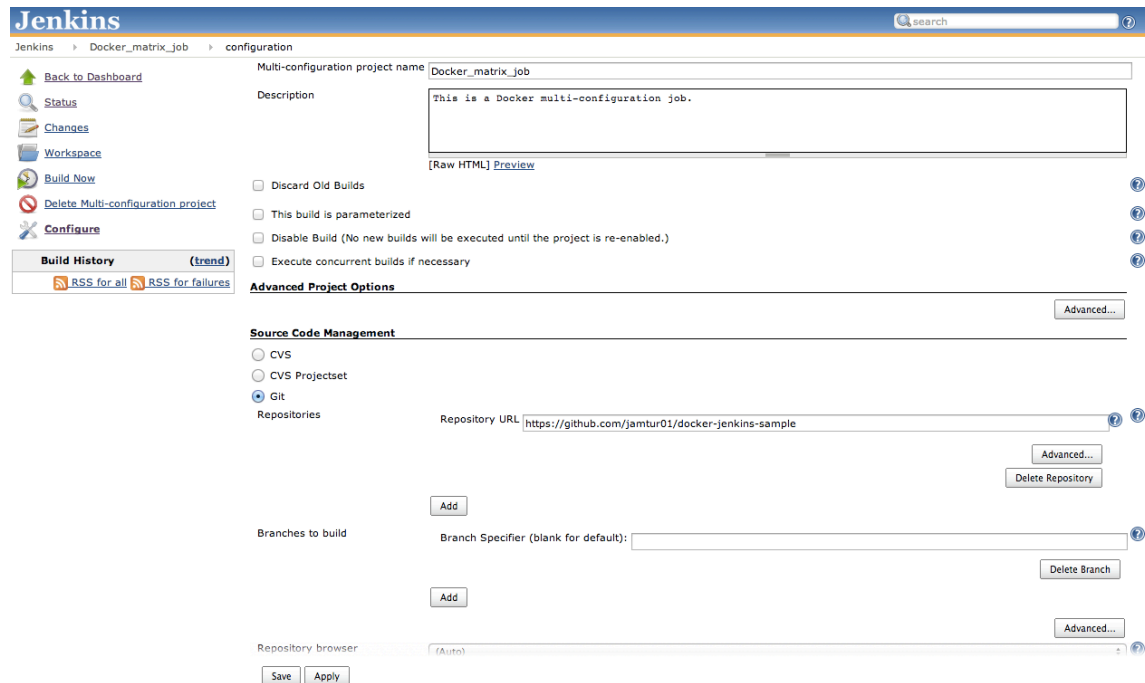 Jenkins
search
Jenkins Docker_matrix_job configuration
Back to Dashboard
Status
Changes
Workspace
Build Now
Delete Multi-configuration project
Configure
Build History (trend)
RSS for all RSS for failures
Multi-configuration project name Docker_matrix_job
Description This is a Docker multi-configuration job.
[Raw HTML] Preview
Discard Old Builds
This build is parameterized
Disable Build (No new builds will be executed until the project is re-enabled.)
Execute concurrent builds if necessary
Advanced Project Options
Advanced...
Source Code Management
CVS
CVS Projectset
Git
Repositories Repository URL https://github.com/jamtur01/docker-jenkins-sample
Advanced...
Delete Repository
Add
Branches to build Branch Specifier (blank for default):
Delete Branch
Add
Advanced...
Repository browser (Auto)
Save Apply